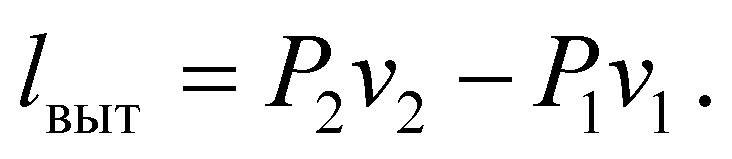 l_выт = P₂v₂ − P₁v₁.